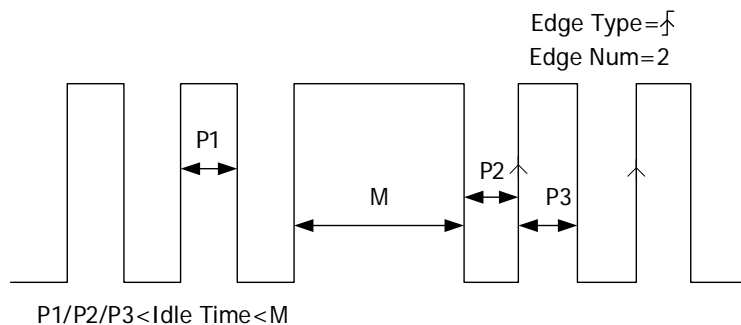 Edge Type=
Edge Num=2
P1
P2
P3
M
P1/P2/P3<Idle Time<M